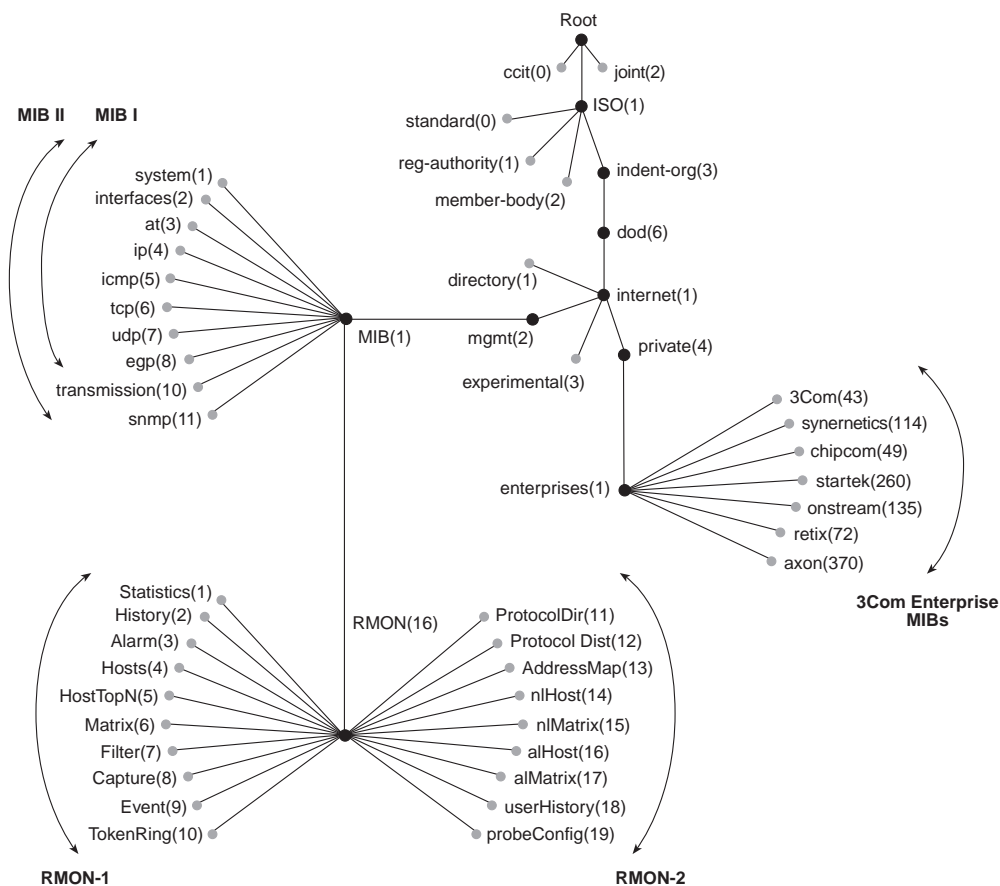 Root
ccit(0)
joint(2)
ISO(1)
standard(0)
reg-authority(1)
member-body(2)
indent-org(3)
dod(6)
directory(1)
internet(1)
mgmt(2)
experimental(3)
private(4)
MIB II
MIB I
system(1)
interfaces(2)
at(3)
ip(4)
icmp(5)
tcp(6)
udp(7)
egp(8)
transmission(10)
snmp(11)
MIB(1)
enterprises(1)
3Com(43)
synernetics(114)
chipcom(49)
startek(260)
onstream(135)
retix(72)
axon(370)
3Com Enterprise
MIBs
RMON(16)
Statistics(1)
History(2)
Alarm(3)
Hosts(4)
HostTopN(5)
Matrix(6)
Filter(7)
Capture(8)
Event(9)
TokenRing(10)
RMON-1
ProtocolDir(11)
Protocol Dist(12)
AddressMap(13)
nlHost(14)
nlMatrix(15)
alHost(16)
alMatrix(17)
userHistory(18)
probeConfig(19)
RMON-2